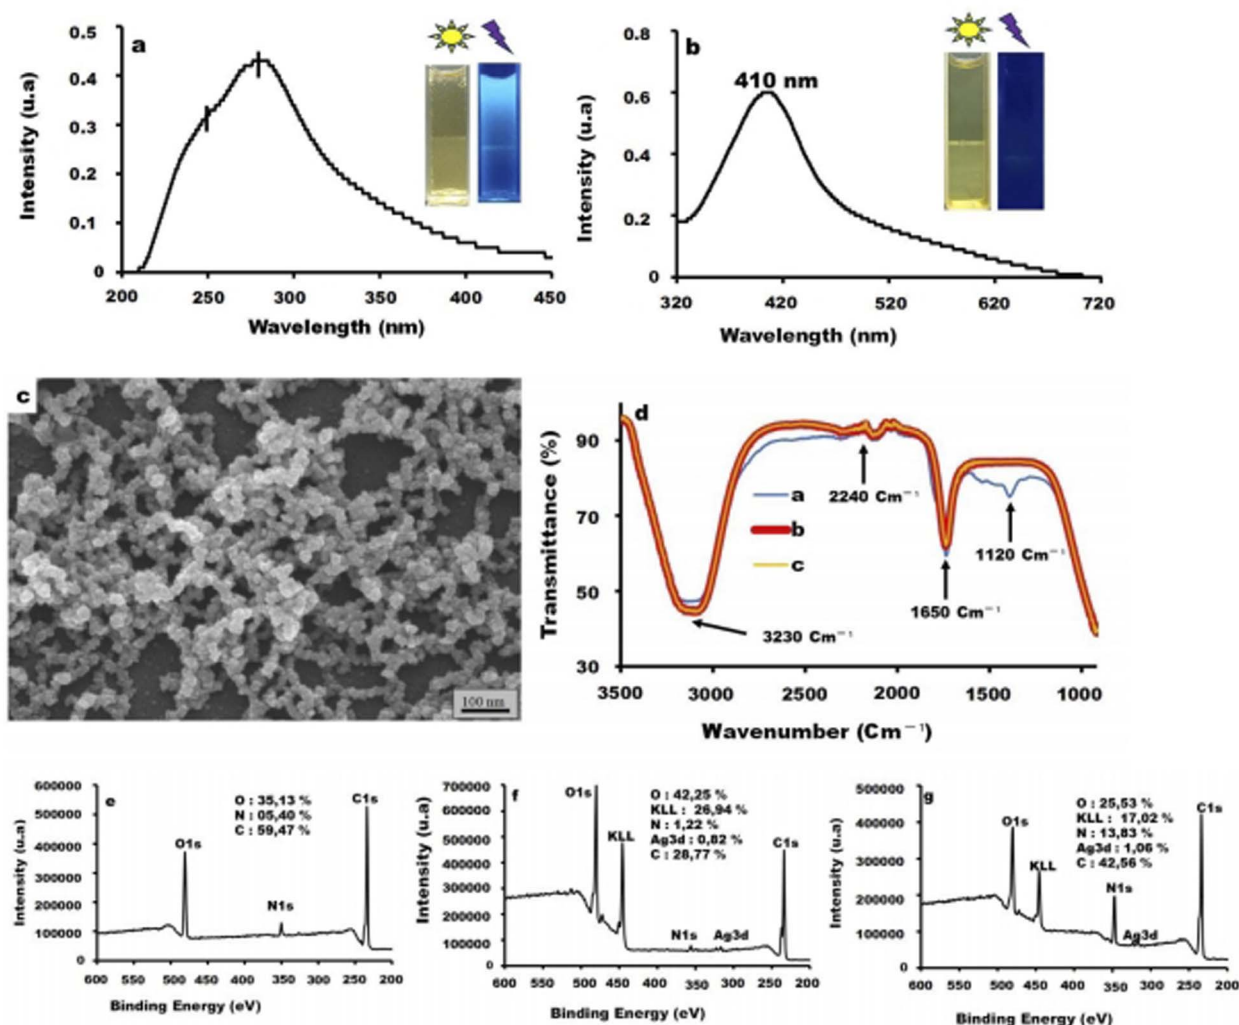 a
Intensity (u.a)
0.5
0.4
0.3
0.2
0.1
0
200 250 300 350 400 450
Wavelength (nm)
b
410 nm
Intensity (u.a)
0.8
0.6
0.4
0.2
0
320 420 520 620 720
Wavelength (nm)
c
100 nm
d
Transmittance (%)
90
70
50
30
a
b
c
2240 Cm⁻¹
1120 Cm⁻¹
1650 Cm⁻¹
3230 Cm⁻¹
3500 3000 2500 2000 1500 1000
Wavenumber (Cm⁻¹)
e
Intensity (u.a)
600000
500000
400000
300000
200000
100000
0
O : 35,13 %
N : 05,40 %
C : 59,47 %
C1s
O1s
N1s
600 550 500 450 400 350 300 250 200
Binding Energy (eV)
f
Intensity (u.a)
700000
600000
500000
400000
300000
200000
100000
0
O1s
O : 42,25 %
KLL : 26,94 %
N : 1,22 %
Ag3d : 0,82 %
C : 28,77 %
KLL
C1s
N1s Ag3d
600 550 500 450 400 350 300 250 200
Binding Energy (eV)
g
Intensity (u.a)
500000
400000
300000
200000
100000
0
O : 25,53 %
KLL : 17,02 %
N : 13,83 %
Ag3d : 1,06 %
C : 42,56 %
C1s
O1s
KLL
N1s
Ag3d
600 550 500 450 400 350 300 250 200
Binding Energy (eV)